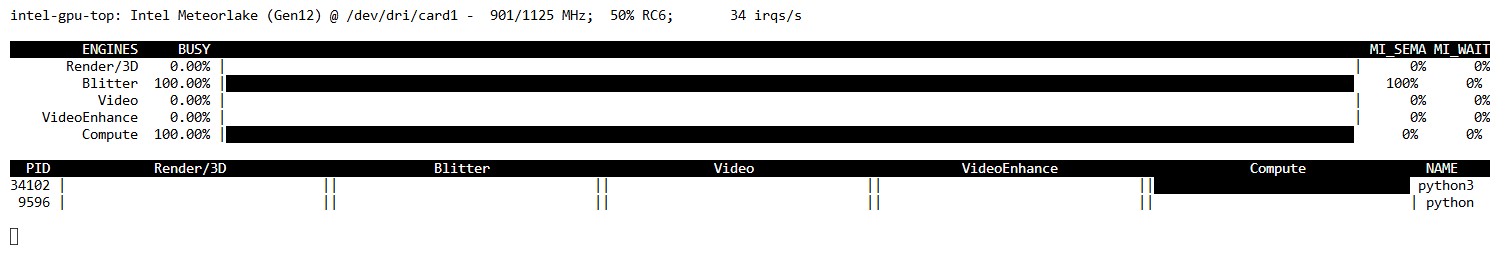 intel-gpu-top: Intel Meteorlake (Gen12) @ /dev/dri/card1 -  901/1125 MHz;  50% RC6;       34 irqs/s
ENGINES     BUSY     MI_SEMA MI_WAIT
Render/3D    0.00% |     |     0%      0%
Blitter  100.00% |     100%      0%
Video    0.00% |     |     0%      0%
VideoEnhance    0.00% |     |     0%      0%
Compute  100.00% |     0%      0%
PID     Render/3D     Blitter     Video     VideoEnhance     Compute     NAME
34102 |     ||     ||     ||     ||     python3
9596 |     ||     ||     ||     ||     | python